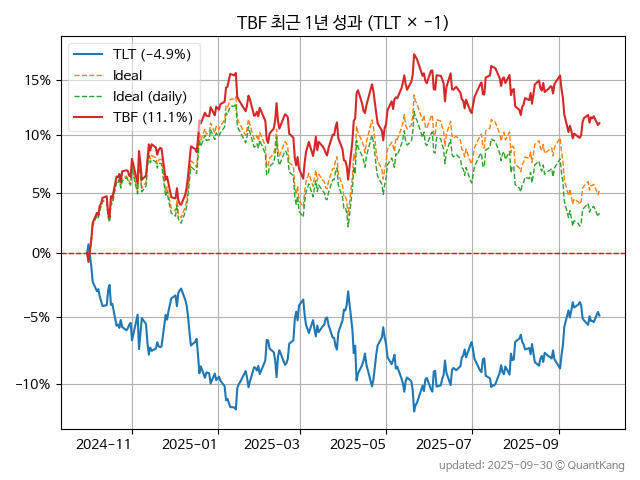 TBF 최근 1년 성과 (TLT × −1)
TLT (−4.9%)
Ideal
Ideal (daily)
TBF (11.1%)
15%
10%
5%
0%
−5%
−10%
2024-11 2025-01 2025-03 2025-05 2025-07 2025-09
updated: 2025-09-30 © QuantKang